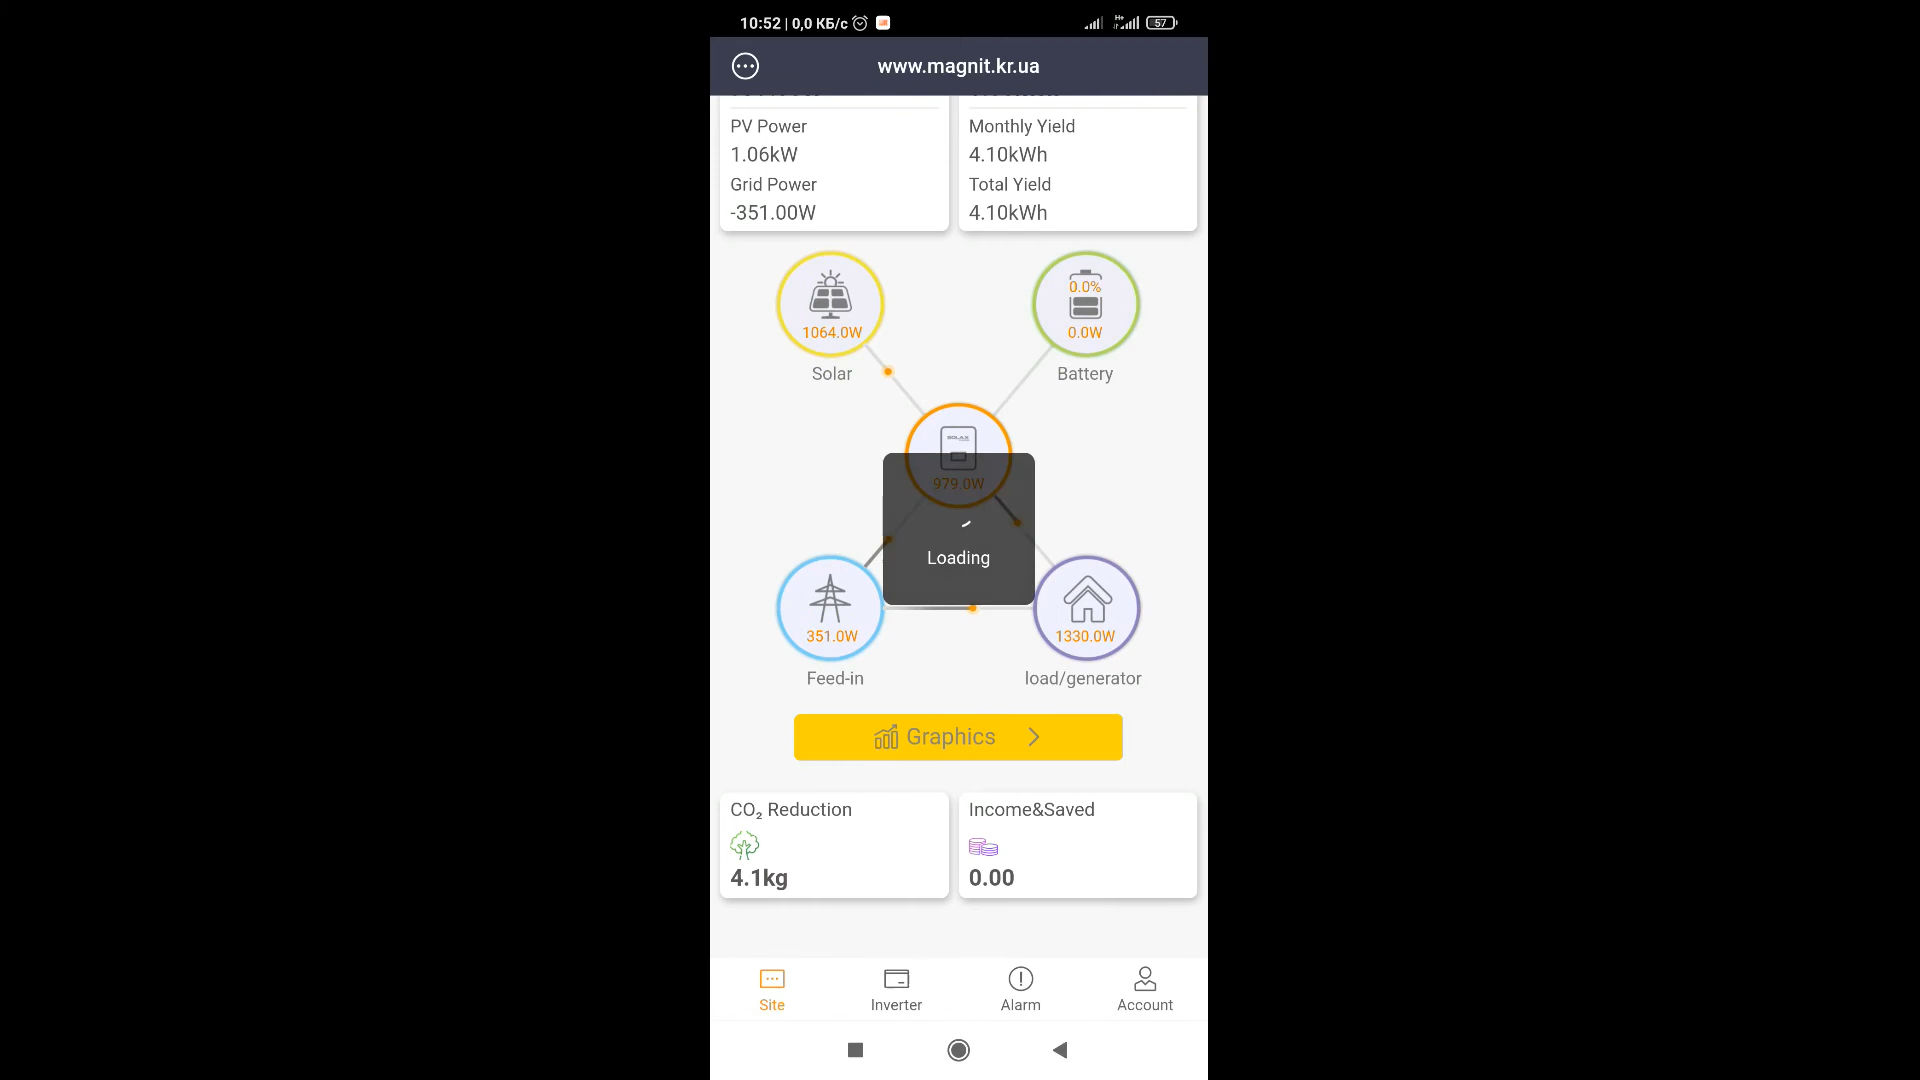 10:52 | 0,0 КБ/с
H+
57
www.magnit.kr.ua
PV Power
1.06kW
Grid Power
-351.00W
Monthly Yield
4.10kWh
Total Yield
4.10kWh
1064.0W
Solar
0.0%
0.0W
Battery
SOLAX
979.0W
Loading
351.0W
Feed-in
1330.0W
load/generator
Graphics
CO₂ Reduction
4.1kg
Income&Saved
0.00
Site
Inverter
Alarm
Account